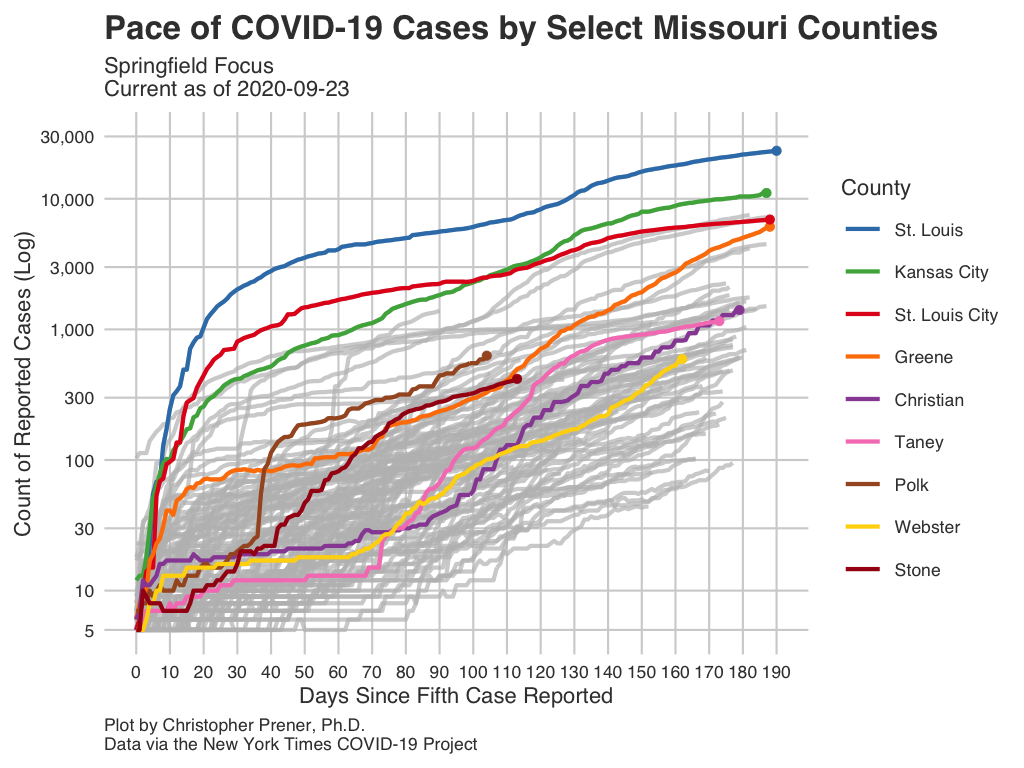 Pace of COVID-19 Cases by Select Missouri Counties
Springfield Focus
Current as of 2020-09-23
Count of Reported Cases (Log)
30,000
10,000
3,000
1,000
300
100
30
10
5
0 10 20 30 40 50 60 70 80 90 100 110 120 130 140 150 160 170 180 190
Days Since Fifth Case Reported
County
St. Louis
Kansas City
St. Louis City
Greene
Christian
Taney
Polk
Webster
Stone
Plot by Christopher Prener, Ph.D.
Data via the New York Times COVID-19 Project